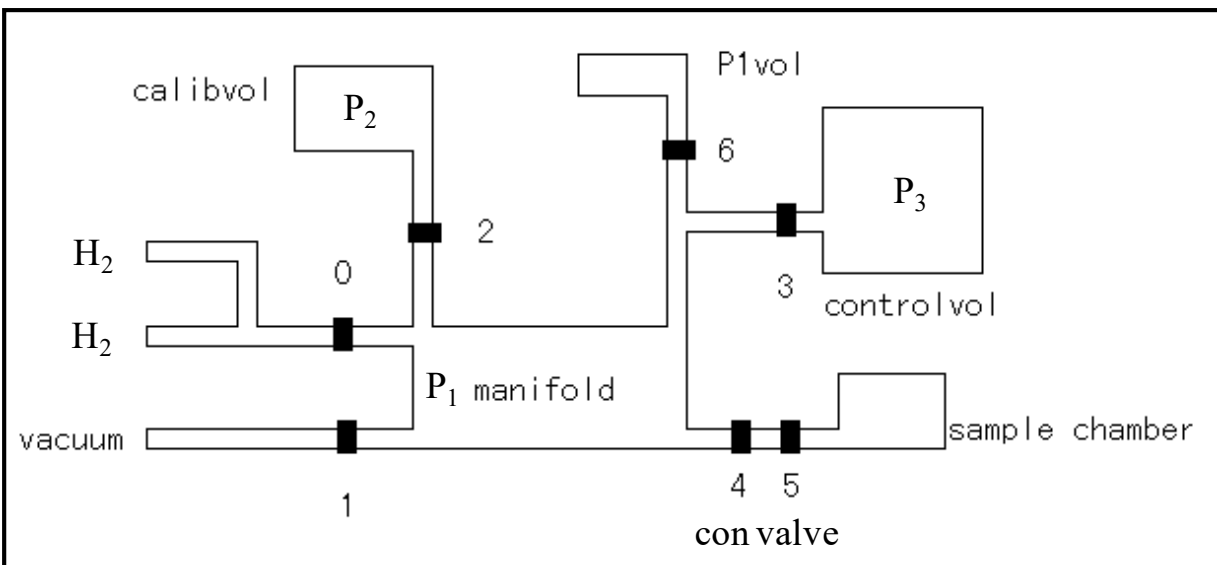 P1vol
calibvol
P₂
6
P₃
2
H₂
0
3
controlvol
H₂
P₁ manifold
vacuum
sample chamber
4 5
1
con valve